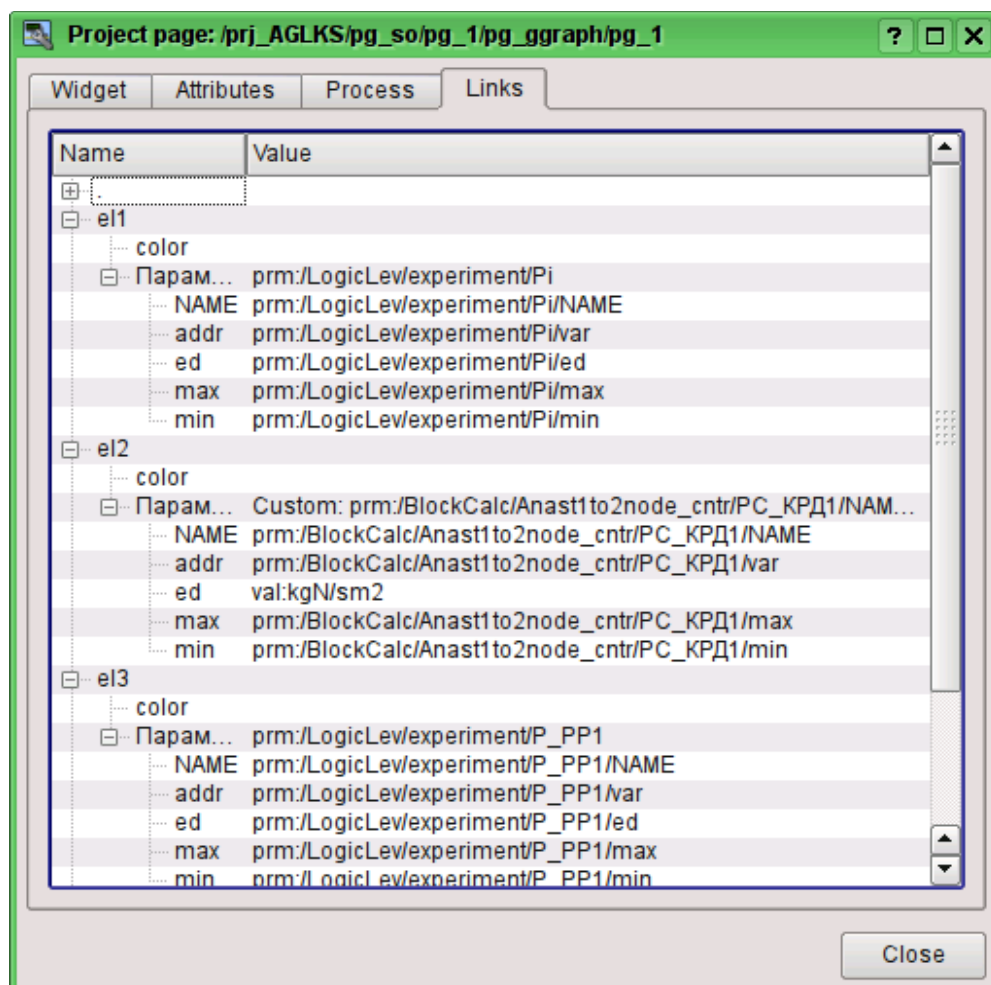 Project page: /prj_AGLKS/pg_so/pg_1/pg_ggraph/pg_1
Widget Attributes Process Links
Name Value
.
el1
color
Парам... prm:/LogicLev/experiment/Pi
NAME prm:/LogicLev/experiment/Pi/NAME
addr prm:/LogicLev/experiment/Pi/var
ed prm:/LogicLev/experiment/Pi/ed
max prm:/LogicLev/experiment/Pi/max
min prm:/LogicLev/experiment/Pi/min
el2
color
Парам... Custom: prm:/BlockCalc/Anast1to2node_cntr/PC_КРД1/NAM...
NAME prm:/BlockCalc/Anast1to2node_cntr/PC_КРД1/NAME
addr prm:/BlockCalc/Anast1to2node_cntr/PC_КРД1/var
ed val:kgN/sm2
max prm:/BlockCalc/Anast1to2node_cntr/PC_КРД1/max
min prm:/BlockCalc/Anast1to2node_cntr/PC_КРД1/min
el3
color
Парам... prm:/LogicLev/experiment/P_PP1
NAME prm:/LogicLev/experiment/P_PP1/NAME
addr prm:/LogicLev/experiment/P_PP1/var
ed prm:/LogicLev/experiment/P_PP1/ed
max prm:/LogicLev/experiment/P_PP1/max
min prm:/LogicLev/experiment/P_PP1/min
Close